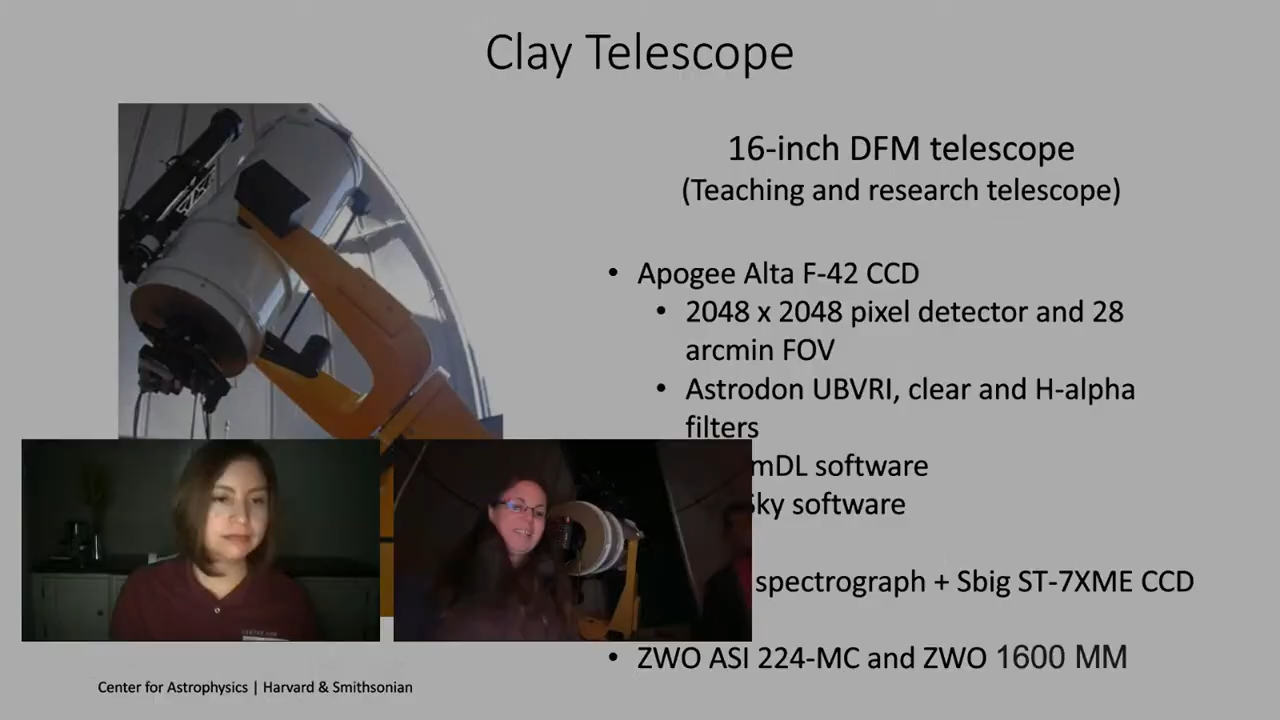 Clay Telescope
16-inch DFM telescope
(Teaching and research telescope)
• Apogee Alta F-42 CCD
• 2048 x 2048 pixel detector and 28
arcmin FOV
• Astrodon UBVRI, clear and H-alpha
filters
mDL software
Sky software
spectrograph + Sbig ST-7XME CCD
• ZWO ASI 224-MC and ZWO 1600 MM
Center for Astrophysics | Harvard & Smithsonian